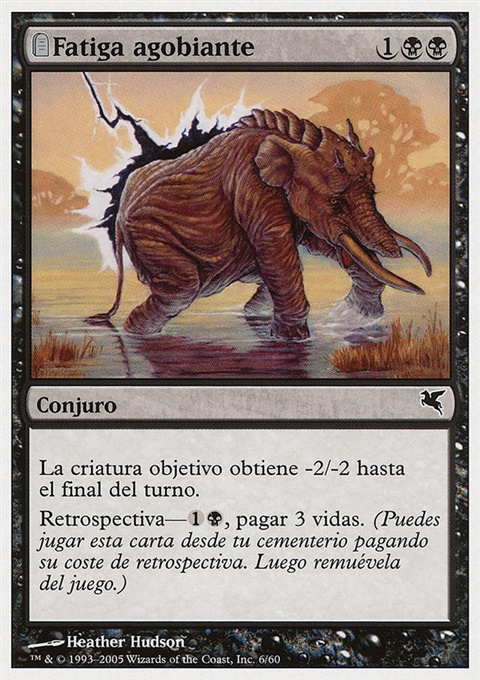 Fatiga agobiante 1
Conjuro
La criatura objetivo obtiene -2/-2 hasta
el final del turno.
Retrospectiva—1, pagar 3 vidas. (Puedes
jugar esta carta desde tu cementerio pagando
su coste de retrospectiva. Luego remuévela
del juego.)
Heather Hudson
™ & © 1993–2005 Wizards of the Coast, Inc. 6/60